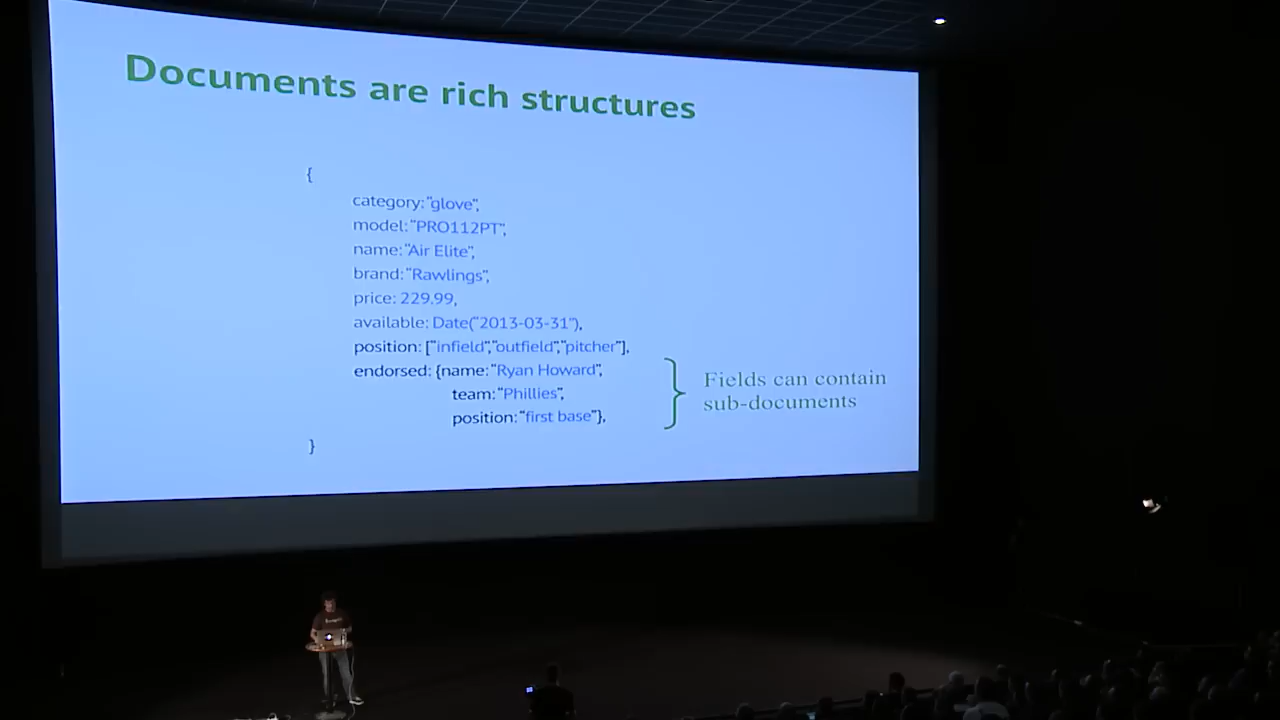 Documents are rich structures
{
category: "glove",
model: "PRO112PT",
name: "Air Elite",
brand: "Rawlings",
price: 229.99,
available: Date("2013-03-31"),
position: ["infield","outfield","pitcher"],
endorsed: {name: "Ryan Howard",
team: "Phillies",
position: "first base"},
}
Fields can contain
sub-documents